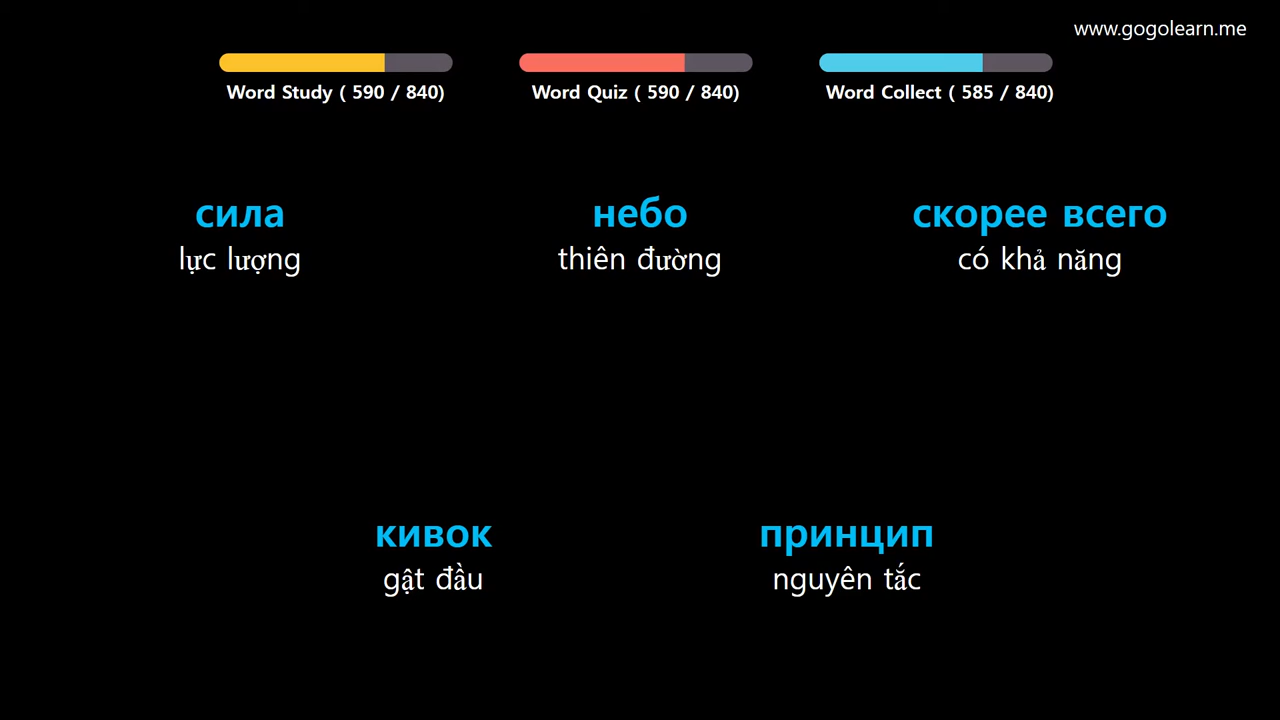 www.gogolearn.me
Word Study ( 590 / 840)
Word Quiz ( 590 / 840)
Word Collect ( 585 / 840)
сила
lực lượng
небо
thiên đường
скорее всего
có khả năng
кивок
gật đầu
принцип
nguyên tắc